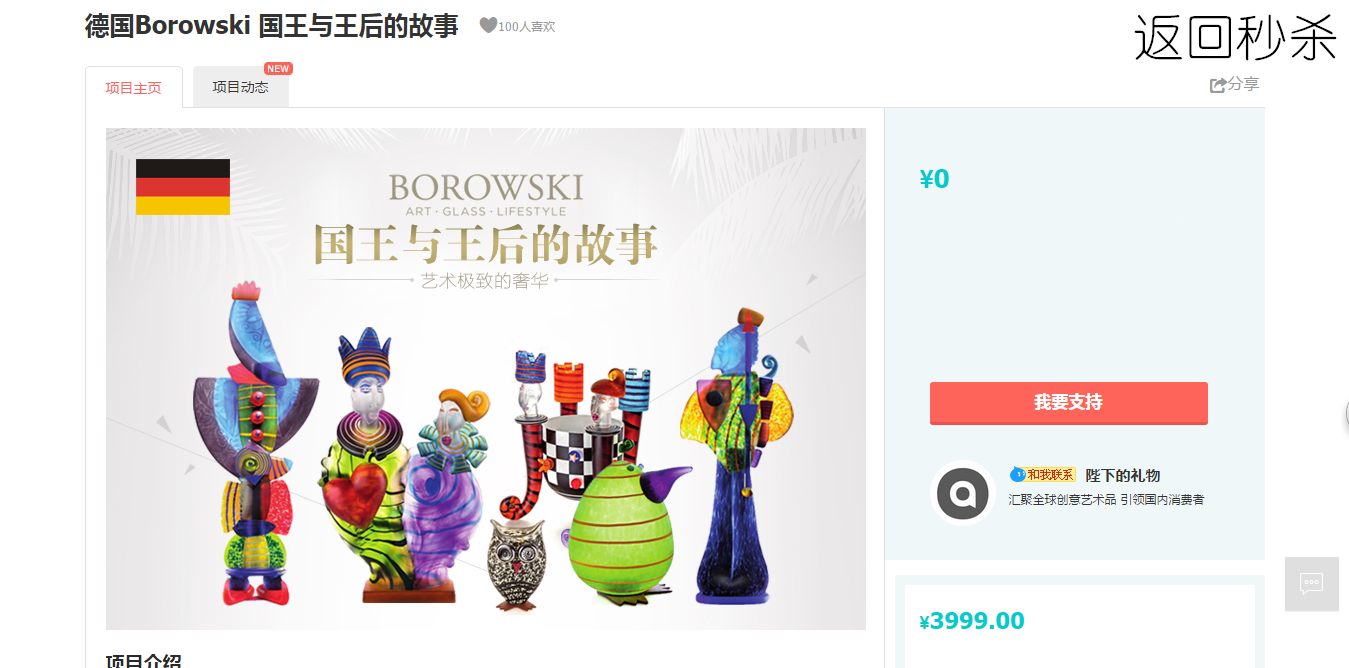 德国Borowski 国王与王后的故事
100人喜欢
返回秒杀
项目主页
项目动态
NEW
分享
BOROWSKI
ART · GLASS · LIFESTYLE
国王与王后的故事
艺术极致的奢华
¥0
我要支持
和我联系 陛下的礼物
汇聚全球创意艺术品 引领国内消费者
¥3999.00
项目介绍